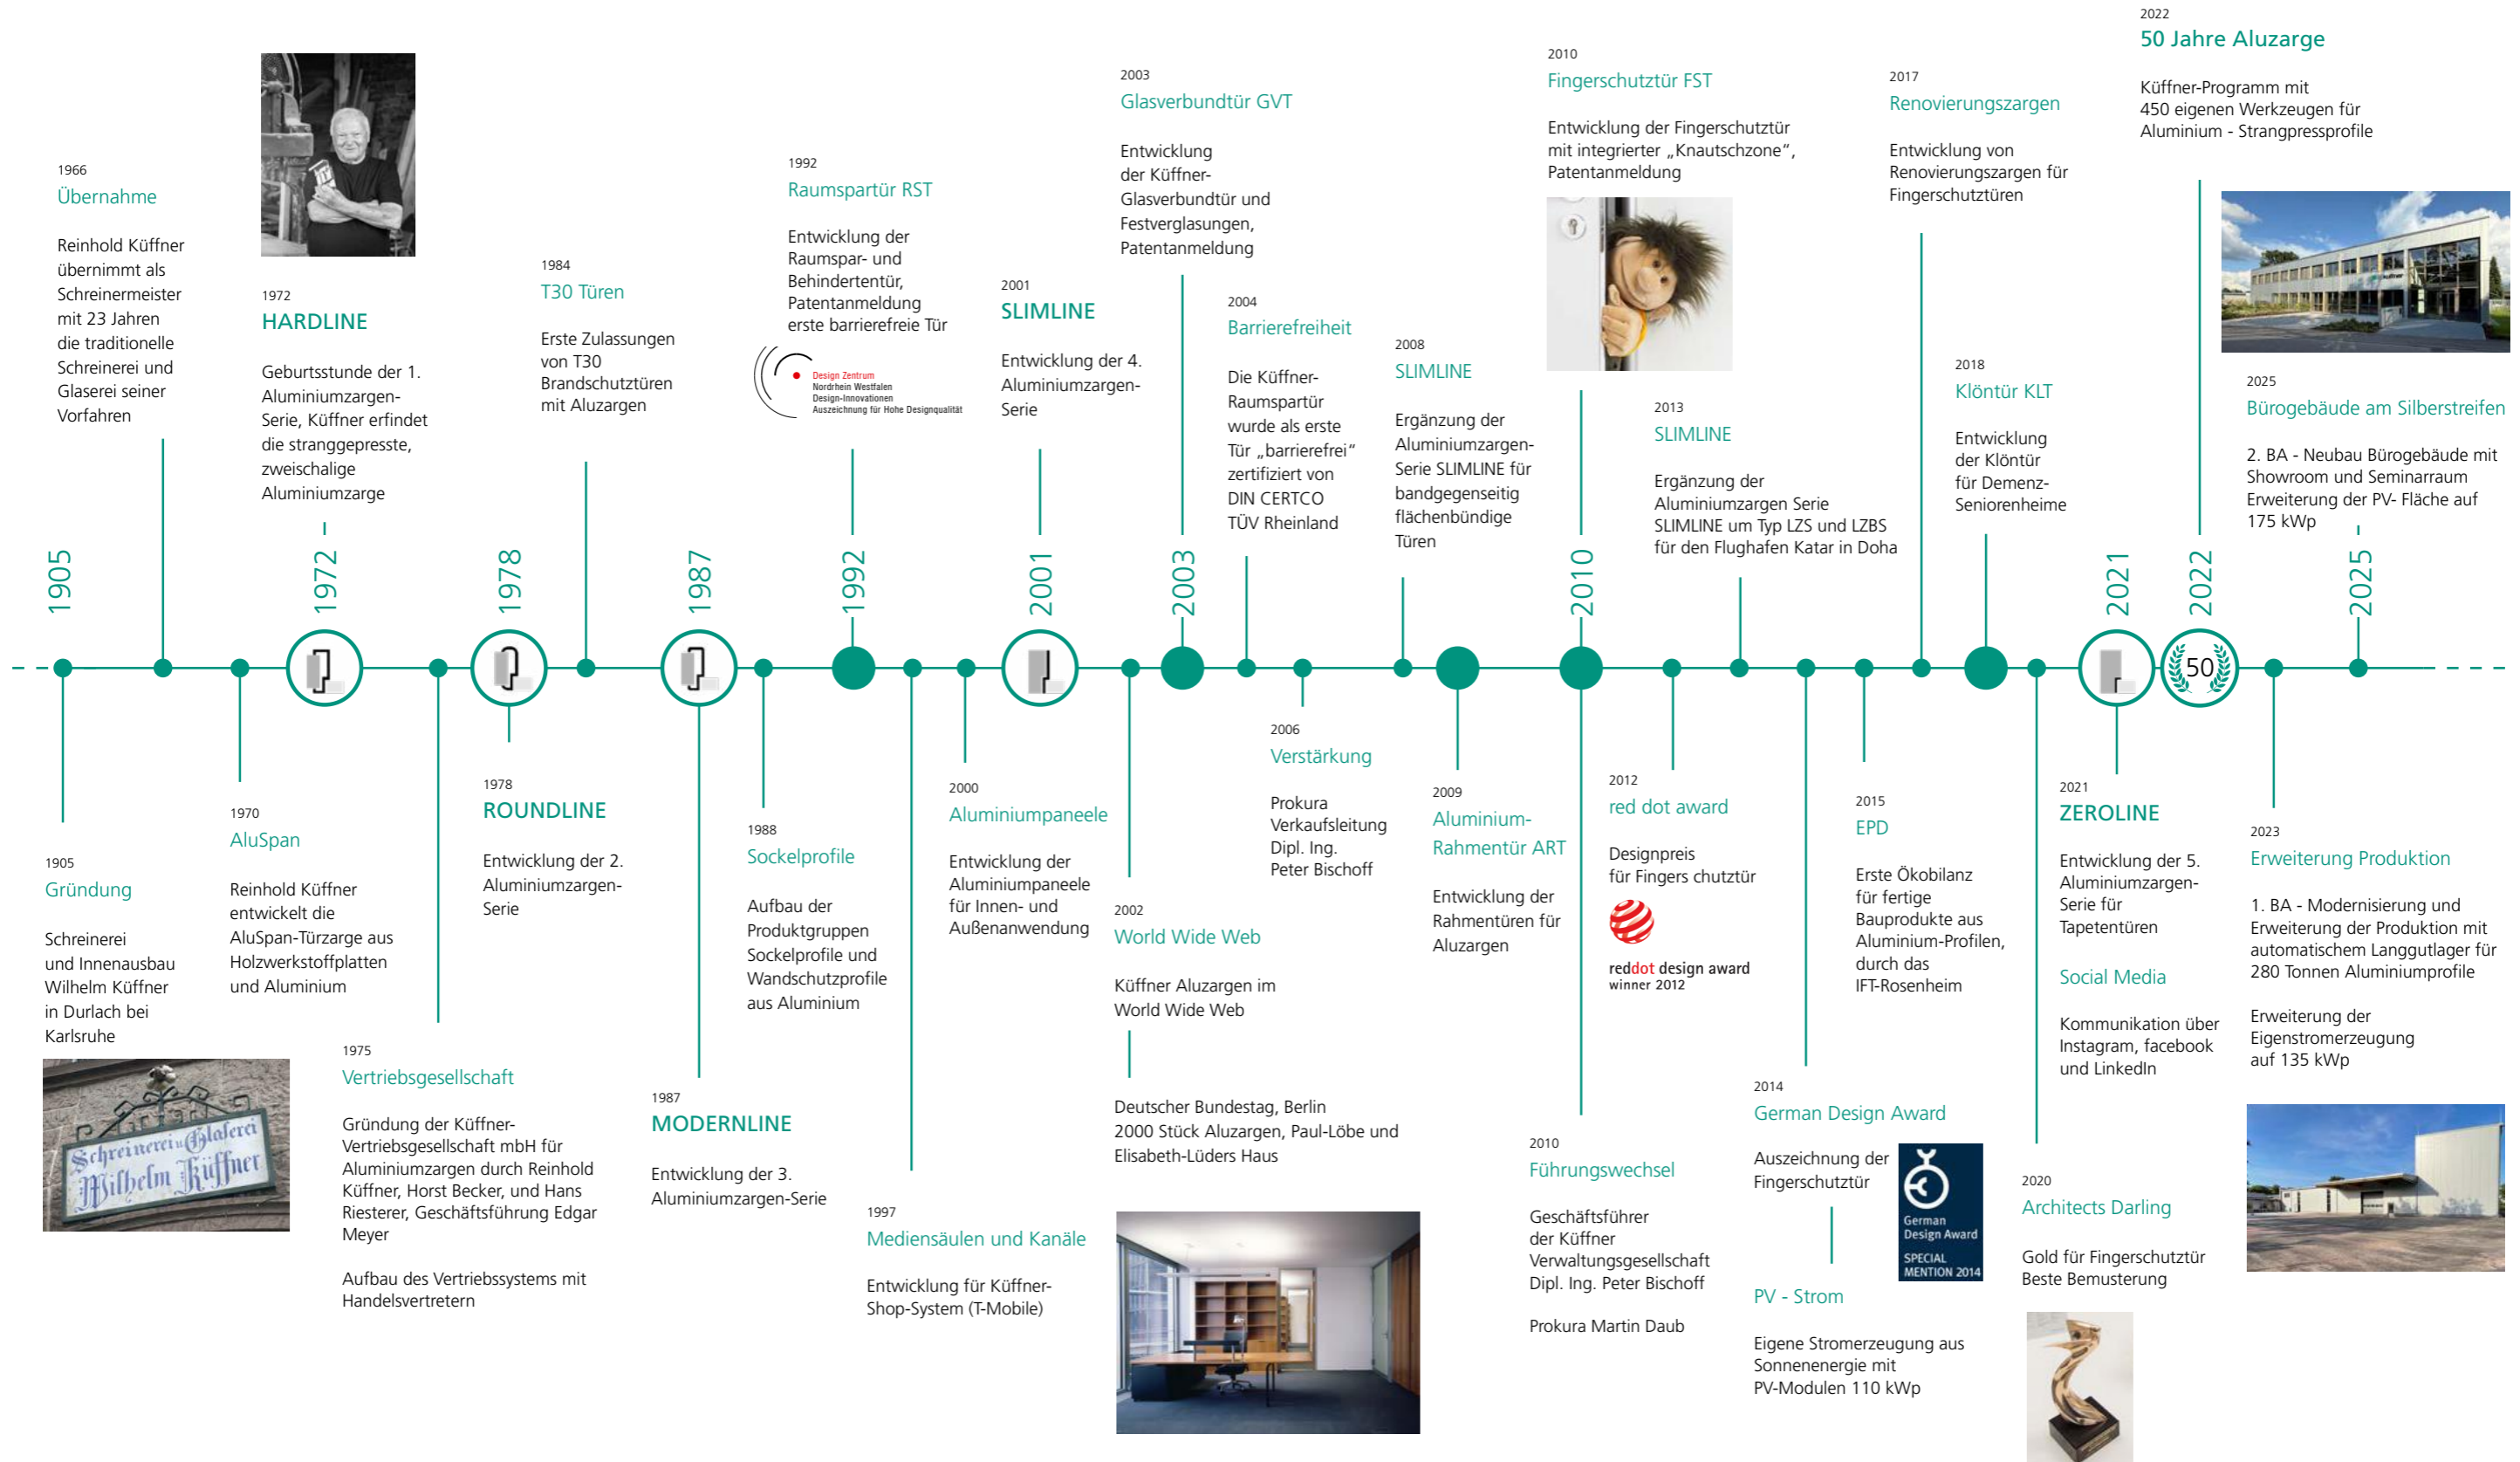 1905
Gründung
Schreinerei
und Innenausbau
Wilhelm Küffner
in Durlach bei
Karlsruhe
Schreinerei u. Glaserei
Wilhelm Küffner
1966
Übernahme
Reinhold Küffner
übernimmt als
Schreinermeister
mit 23 Jahren
die traditionelle
Schreinerei und
Glaserei seiner
Vorfahren
1970
AluSpan
Reinhold Küffner
entwickelt die
AluSpan-Türzarge aus
Holzwerkstoffplatten
und Aluminium
1972
HARDLINE
Geburtsstunde der 1.
Aluminiumzargen-
Serie, Küffner erfindet
die stranggepresste,
zweischalige
Aluminiumzarge
1975
Vertriebsgesellschaft
Gründung der Küffner-
Vertriebsgesellschaft mbH für
Aluminiumzargen durch Reinhold
Küffner, Horst Becker, und Hans
Riesterer, Geschäftsführung Edgar
Meyer
Aufbau des Vertriebssystems mit
Handelsvertretern
1978
ROUNDLINE
Entwicklung der 2.
Aluminiumzargen-
Serie
1984
T30 Türen
Erste Zulassungen
von T30
Brandschutztüren
mit Aluzargen
1987
MODERNLINE
Entwicklung der 3.
Aluminiumzargen-Serie
1988
Sockelprofile
Aufbau der
Produktgruppen
Sockelprofile und
Wandschutzprofile
aus Aluminium
1992
Raumspartür RST
Entwicklung der
Raumspar- und
Behindertentür,
Patentanmeldung
erste barrierefreie Tür
Design Zentrum
Nordrhein Westfalen
Design-Innovationen
Auszeichnung für Hohe Designqualität
1997
Mediensäulen und Kanäle
Entwicklung für Küffner-
Shop-System (T-Mobile)
2000
Aluminiumpaneele
Entwicklung der
Aluminiumpaneele
für Innen- und
Außenanwendung
2001
SLIMLINE
Entwicklung der 4.
Aluminiumzargen-
Serie
2002
World Wide Web
Küffner Aluzargen im
World Wide Web
Deutscher Bundestag, Berlin
2000 Stück Aluzargen, Paul-Löbe und
Elisabeth-Lüders Haus
2003
Glasverbundtür GVT
Entwicklung
der Küffner-
Glasverbundtür und
Festverglasungen,
Patentanmeldung
2004
Barrierefreiheit
Die Küffner-
Raumspartür
wurde als erste
Tür „barrierefrei“
zertifiziert von
DIN CERTCO
TÜV Rheinland
2006
Verstärkung
Prokura
Verkaufsleitung
Dipl. Ing.
Peter Bischoff
2008
SLIMLINE
Ergänzung der
Aluminiumzargen-
Serie SLIMLINE für
bandgegenseitig
flächenbündige
Türen
2009
Aluminium-
Rahmentür ART
Entwicklung der
Rahmentüren für
Aluzargen
2010
Fingerschutztür FST
Entwicklung der Fingerschutztür
mit integrierter „Knautschzone“,
Patentanmeldung
2010
Führungswechsel
Geschäftsführer
der Küffner
Verwaltungsgesellschaft
Dipl. Ing. Peter Bischoff
Prokura Martin Daub
2012
red dot award
Designpreis
für Fingers chutztür
reddot design award
winner 2012
2013
SLIMLINE
Ergänzung der
Aluminiumzargen Serie
SLIMLINE um Typ LZS und LZBS
für den Flughafen Katar in Doha
2014
German Design Award
Auszeichnung der
Fingerschutztür
German
Design Award
SPECIAL
MENTION 2014
PV - Strom
Eigene Stromerzeugung aus
Sonnenenergie mit
PV-Modulen 110 kWp
2015
EPD
Erste Ökobilanz
für fertige
Bauprodukte aus
Aluminium-Profilen,
durch das
IFT-Rosenheim
2017
Renovierungszargen
Entwicklung von
Renovierungszargen für
Fingerschutztüren
2018
Klöntür KLT
Entwicklung
der Klöntür
für Demenz-
Seniorenheime
2020
Architects Darling
Gold für Fingerschutztür
Beste Bemusterung
2021
ZEROLINE
Entwicklung der 5.
Aluminiumzargen-
Serie für
Tapetentüren
Social Media
Kommunikation über
Instagram, facebook
und LinkedIn
2022
50 Jahre Aluzarge
Küffner-Programm mit
450 eigenen Werkzeugen für
Aluminium - Strangpressprofile
2023
Erweiterung Produktion
1. BA - Modernisierung und
Erweiterung der Produktion mit
automatischem Langgutlager für
280 Tonnen Aluminiumprofile
Erweiterung der
Eigenstromerzeugung
auf 135 kWp
küffner
2025
Bürogebäude am Silberstreifen
2. BA - Neubau Bürogebäude mit
Showroom und Seminarraum
Erweiterung der PV- Fläche auf
175 kWp
1905
1972
1978
1987
1992
2001
2003
2010
2021
2022
2025
50